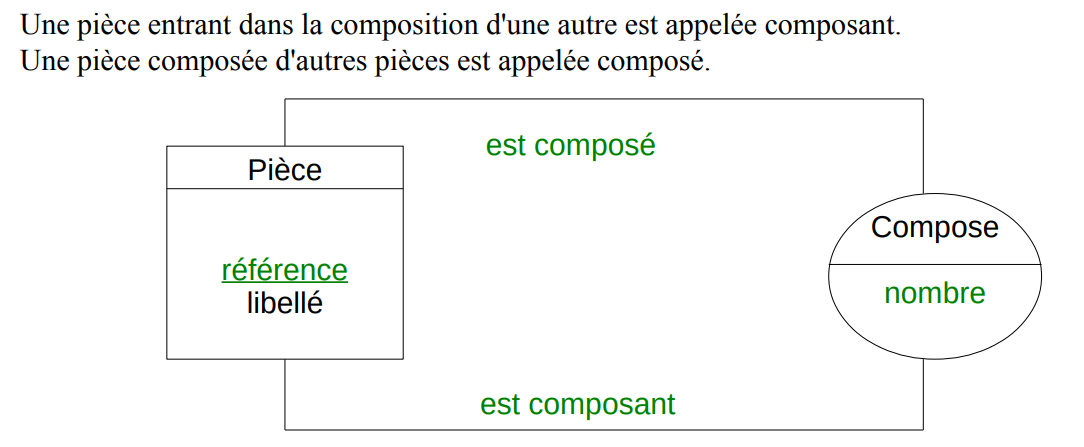 Une pièce entrant dans la composition d'une autre est appelée composant.
Une pièce composée d'autres pièces est appelée composé.
est composé
Pièce
Compose
référence
nombre
libellé
est composant